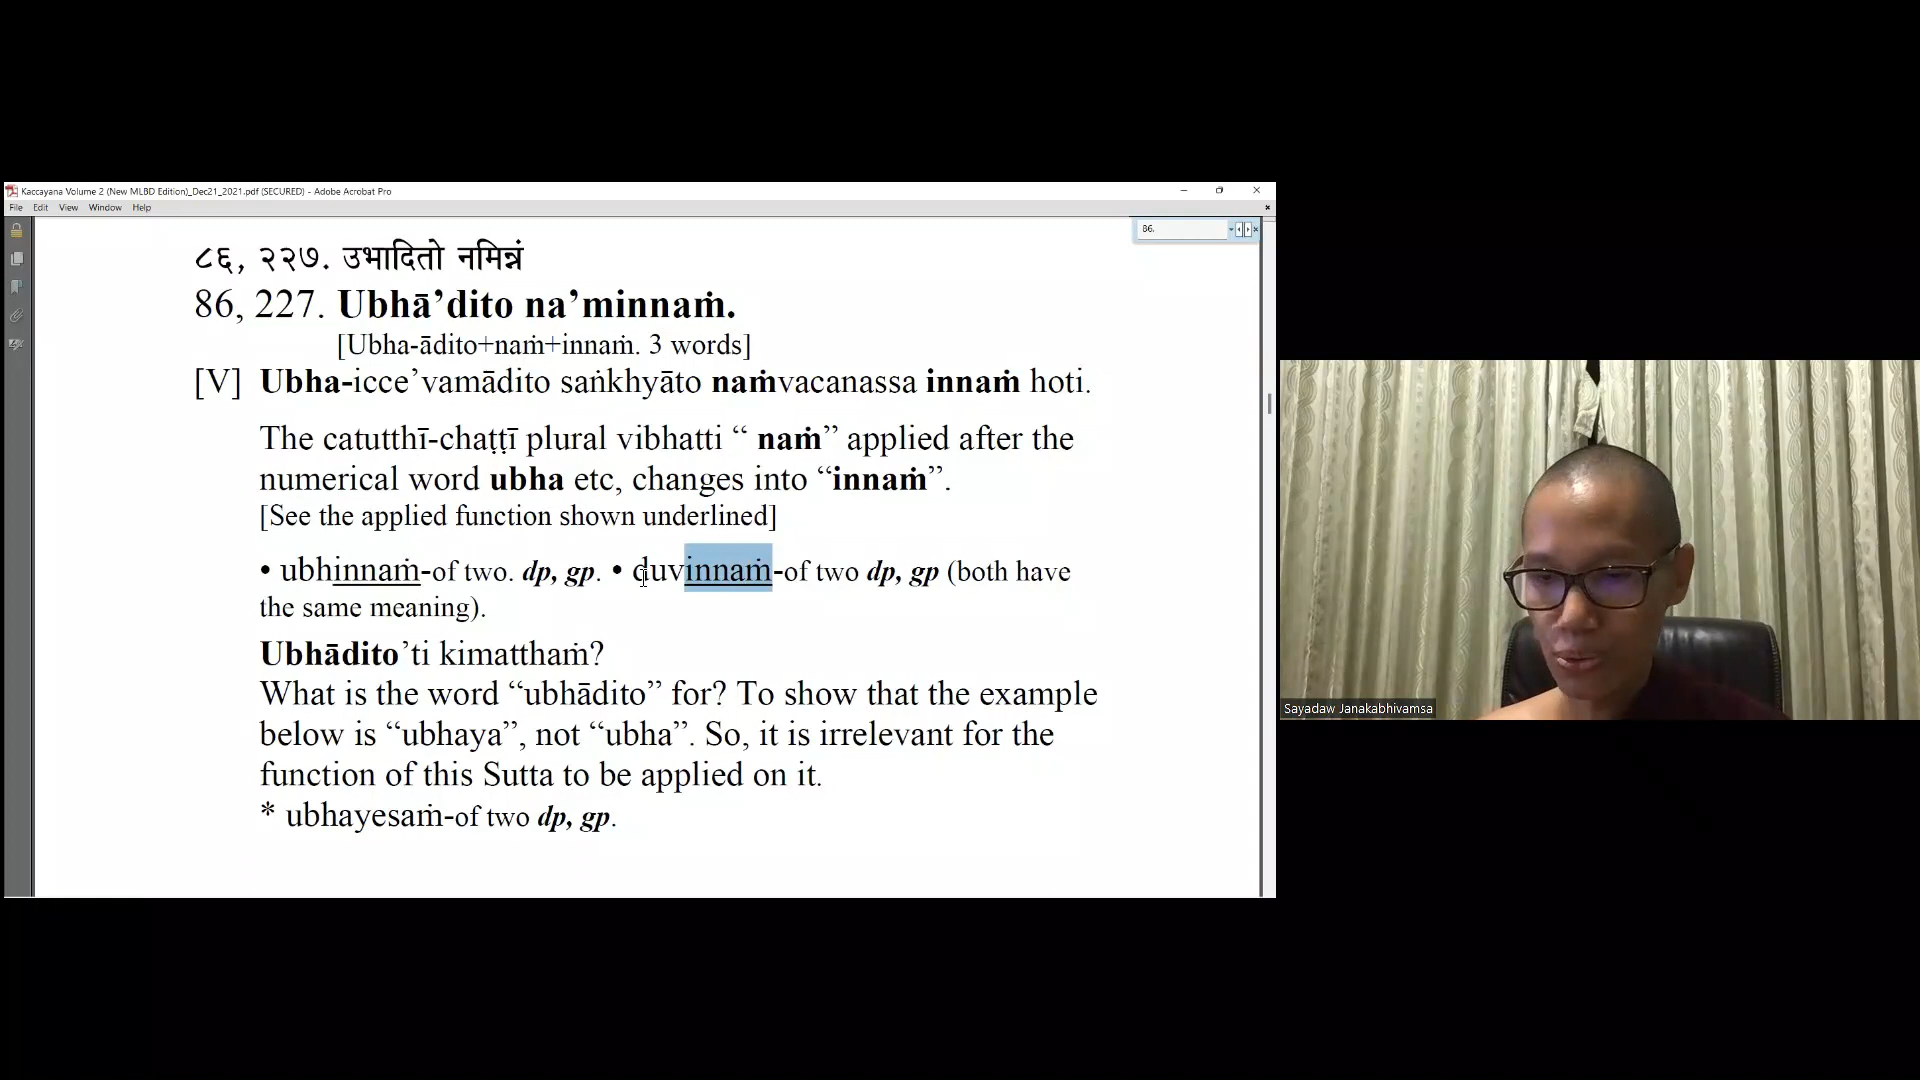 Kaccayana Volume 2 (New MLBD Edition)_Dec21_2021.pdf (SECURED) - Adobe Acrobat Pro
File Edit View Window Help
86.
८६, २२७. उभादितो नमिन्नं
86, 227. Ubhā’dito na’minnaṁ.
[Ubha-ādito+naṁ+innaṁ. 3 words]
[V] Ubha-icce’vamādito saṅkhyāto naṁvacanassa innaṁ hoti.
The catutthī-chaṭṭī plural vibhatti “ naṁ” applied after the
numerical word ubha etc, changes into “innaṁ”.
[See the applied function shown underlined]
• ubhinnaṁ-of two. dp, gp. • duvinnaṁ-of two dp, gp (both have
the same meaning).
Ubhādito’ti kimatthaṁ?
What is the word “ubhādito” for? To show that the example
below is “ubhaya”, not “ubha”. So, it is irrelevant for the
function of this Sutta to be applied on it.
* ubhayesaṁ-of two dp, gp.
Sayadaw Janakabhivamsa